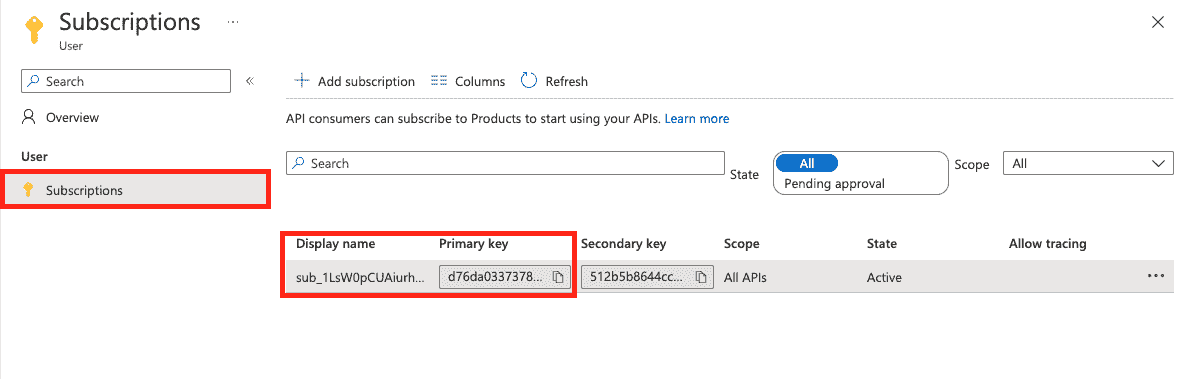 Subscriptions ...
User
Search «
Overview
User
Subscriptions
Add subscription Columns Refresh
API consumers can subscribe to Products to start using your APIs. Learn more
Search
State
All
Pending approval
Scope
All
Display name Primary key Secondary key Scope State Allow tracing
sub_1LsW0pCUAiurh... d76da0337378... 512b5b8644cc... All APIs Active ...